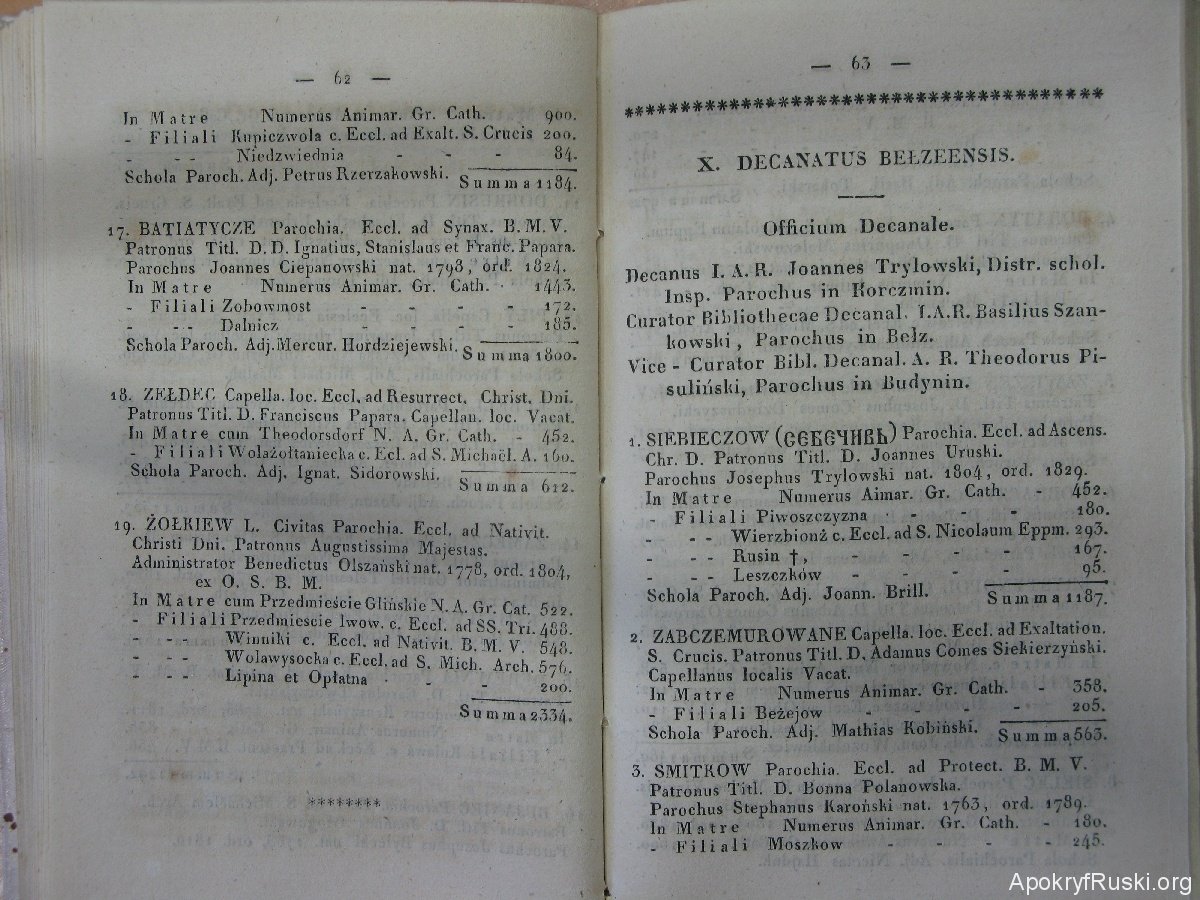 — 62 —
In Matre Numerus Animar. Gr. Cath. 900.
- Filiali Kupiczwola c. Eccl. ad Exalt. S. Crucis 200.
- - - Niedzwiednia - - - 84.
Schola Paroch. Adj. Petrus Rzerzakowski. Summa 1184.
17. BATIATYCZE Parochia. Eccl. ad Synax. B. M. V.
Patronus Titl. D. D. Ignatius, Stanislaus et Franc. Papara.
Parochus Joannes Ciepanowski nat. 1798, ord. 1824.
In Matre Numerus Animar. Gr. Cath. - 1443.
- Filiali Zobowmost - - - - 172.
- - - Dalnicz - - - - 185.
Schola Paroch. Adj. Mercur. Hordziejewski. Summa 1800.
18. ZEŁDEC Capella. loc. Eccl. ad Resurrect. Christ. Dni.
Patronus Titl. D. Franciscus Papara. Capellan. loc. Vacat.
In Matre cum Theodorsdorf N. A. Gr. Cath. - 452.
- Filiali Wolażołtaniecka c. Ecl. ad S. Michaël. A. 160.
Schola Paroch. Adj. Ignat. Sidorowski. Summa 612.
19. ŻOŁKIEW L. Civitas Parochia. Eccl. ad Nativit.
Christi Dni. Patronus Augustissima Majestas.
Administrator Benedictus Olszański nat. 1778, ord. 1804,
ex O. S. B. M.
In Matre cum Przedmieście Glińskie N. A. Gr. Cat. 522.
- Filiali Przedmiescie lwow. c. Eccl. ad SS. Tri. 488.
- - - Winniki c. Eccl. ad Nativit. B. M. V. 548.
- - - Wolawysocka c. Eccl. ad S. Mich. Arch. 576.
- - - Lipina et Opłatna - - - 200.
Summa 2334.
********
— 63 —
****************************************
X. DECANATUS BEŁZEENSIS.
Officium Decanale.
Decanus I. A. R. Joannes Trylowski, Distr. schol.
Insp. Parochus in Korczmin.
Curator Bibliothecae Decanal. I. A. R. Basilius Szan-
kowski, Parochus in Bełz.
Vice - Curator Bibl. Decanal. A. R. Theodorus Pi-
suliński, Parochus in Budynin.
1. SIEBIECZOW (СЄБЄЧИВЬ) Parochia. Eccl. ad Ascens.
Chr. D. Patronus Titl. D. Joannes Uruski.
Parochus Josephus Trylowski nat. 1804, ord. 1829.
In Matre Numerus Aimar. Gr. Cath. - 452.
- Filiali Piwoszczyzna - - - - 180.
- - - Wierzbionż c. Eccl. ad S. Nicolaum Eppm. 293.
- - - Rusin †, - - - - 167.
- - - Leszczków - - - - 95.
Schola Paroch. Adj. Joann. Brill. Summa 1187.
2. ZABCZEMUROWANE Capella. loc. Eccl. ad Exaltation.
S. Crucis. Patronus Titl. D. Adamus Comes Siekierzyński.
Capellanus localis Vacat.
In Matre Numerus Animar. Gr. Cath. - 358.
- Filiali Beżejow - - - - 205.
Schola Paroch. Adj. Mathias Kobiński. Summa 563.
3. SMITKOW Parochia. Eccl. ad Protect. B. M. V.
Patronus Titl. D. Bonna Polanowska.
Parochus Stephanus Karoński nat. 1763, ord. 1789.
In Matre Numerus Animar. Gr. Cath. - 180.
- Filiali Moszkow - - - - 245.
ApokryfRuski.org